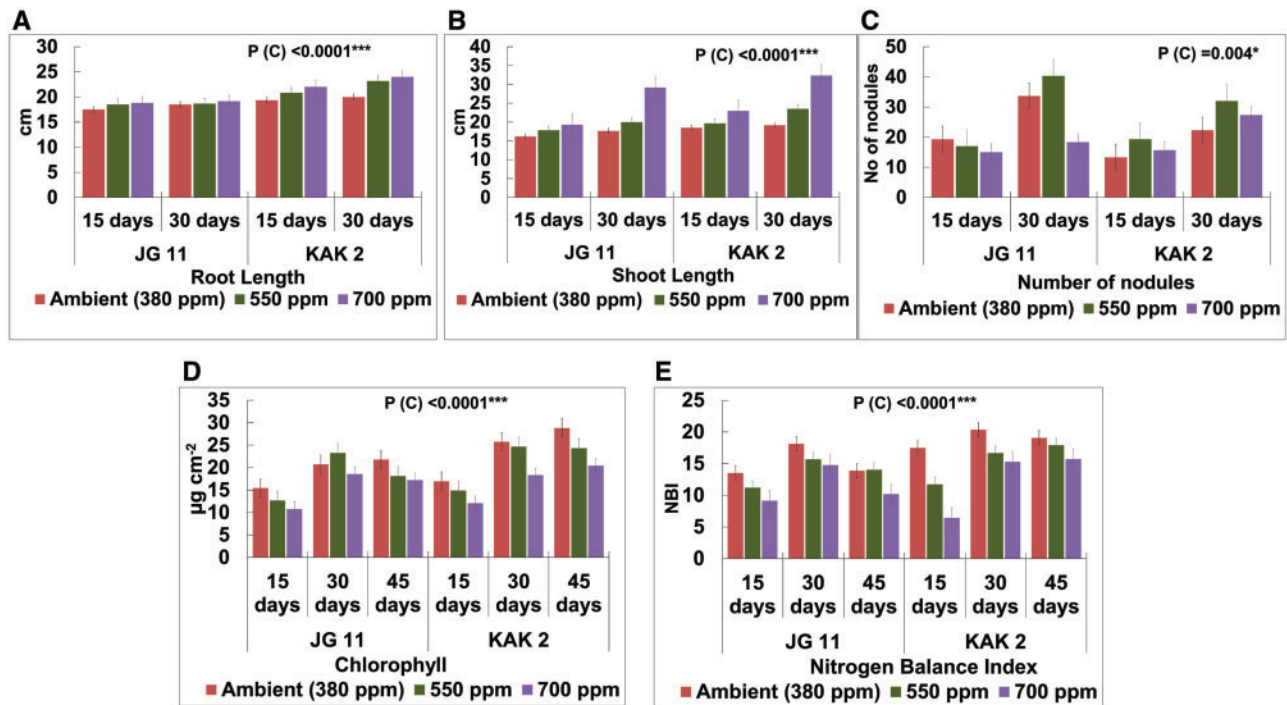 A
P (C) <0.0001***
30
25
20
15
10
5
0
cm
15 days 30 days 15 days 30 days
JG 11 KAK 2
Root Length
Ambient (380 ppm) 550 ppm 700 ppm
B
P (C) <0.0001***
40
35
30
25
20
15
10
5
0
cm
15 days 30 days 15 days 30 days
JG 11 KAK 2
Shoot Length
Ambient (380 ppm) 550 ppm 700 ppm
C
P (C) =0.004*
50
40
30
20
10
0
No of nodules
15 days 30 days 15 days 30 days
JG 11 KAK 2
Number of nodules
Ambient (380 ppm) 550 ppm 700 ppm
D
P (C) <0.0001***
35
30
25
20
15
10
5
0
µg cm-2
15 30 45 15 30 45
days days days days days days
JG 11 KAK 2
Chlorophyll
Ambient (380 ppm) 550 ppm 700 ppm
E
P (C) <0.0001***
25
20
15
10
5
0
NBI
15 30 45 15 30 45
days days days days days days
JG 11 KAK 2
Nitrogen Balance Index
Ambient (380 ppm) 550 ppm 700 ppm